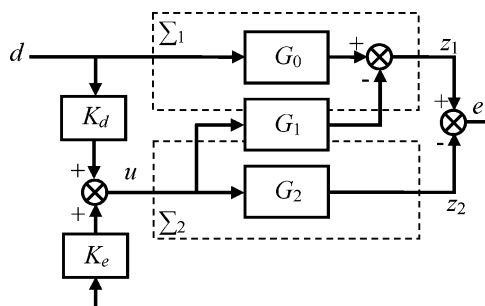 ∑1
d
G0
+
-
z1
Kd
G1
+
e
-
+
u
+
G2
z2
∑2
Ke